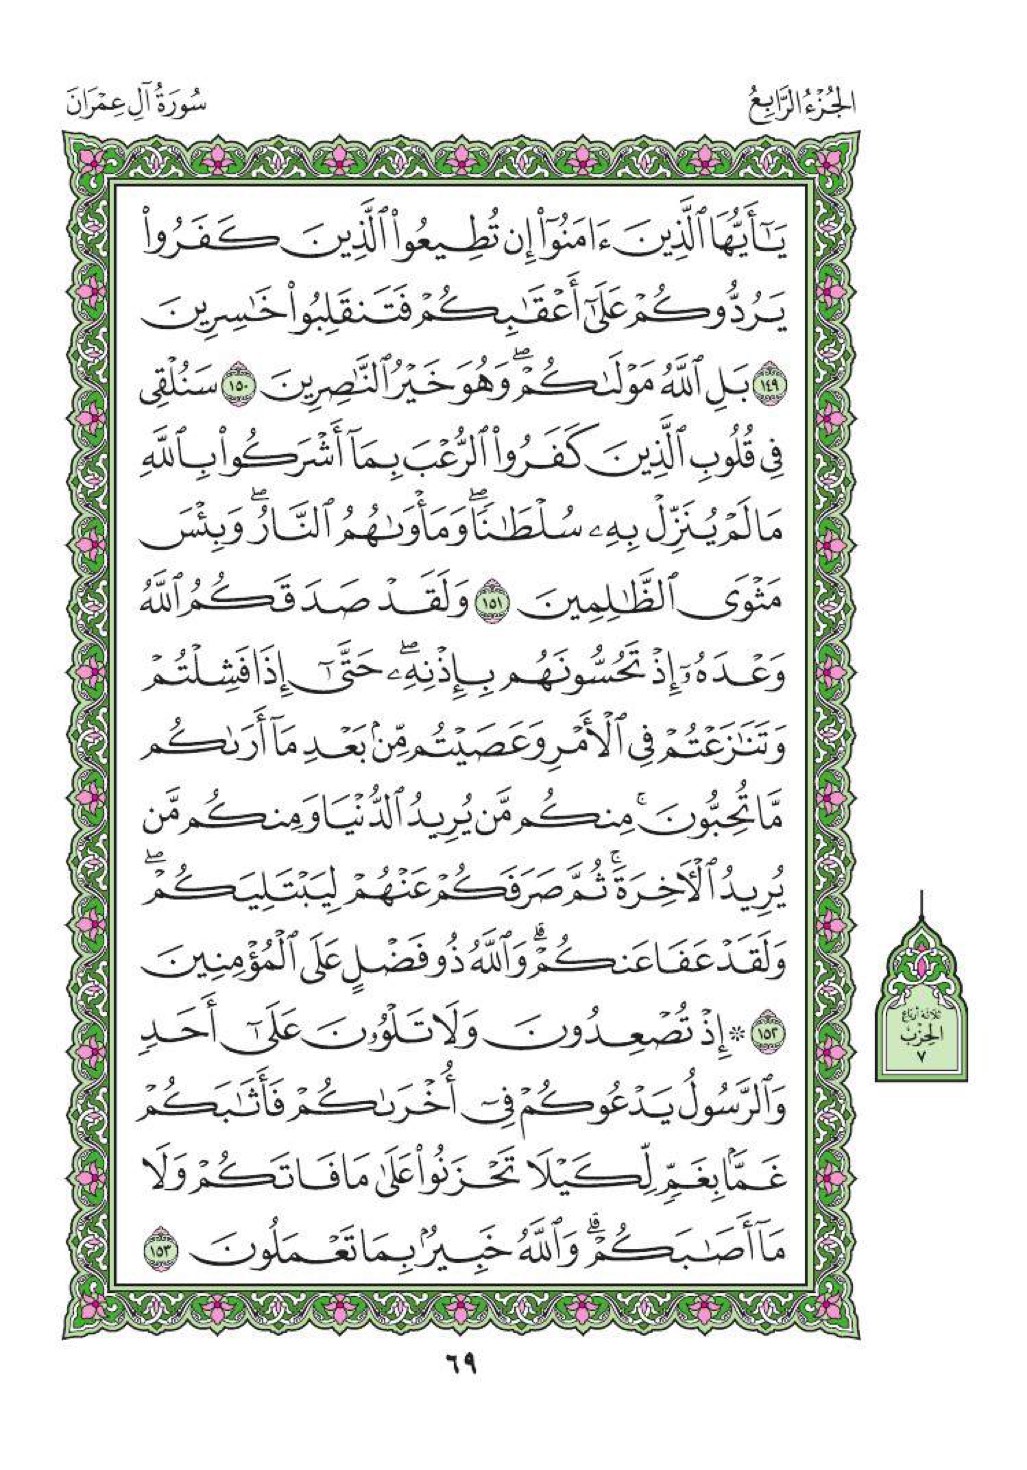 الجُزْءُ الرَّابِعُ
سُورَةُ آلِ عِمْرَانَ
يَٰٓأَيُّهَا ٱلَّذِينَ ءَامَنُوٓا۟ إِن تُطِيعُوا۟ ٱلَّذِينَ كَفَرُوا۟
يَرُدُّوكُمْ عَلَىٰٓ أَعْقَٰبِكُمْ فَتَنقَلِبُوا۟ خَٰسِرِينَ
١٤٩ بَلِ ٱللَّهُ مَوْلَىٰكُمْ ۖ وَهُوَ خَيْرُ ٱلنَّٰصِرِينَ ١٥٠ سَنُلْقِى
فِى قُلُوبِ ٱلَّذِينَ كَفَرُوا۟ ٱلرُّعْبَ بِمَآ أَشْرَكُوا۟ بِٱللَّهِ
مَا لَمْ يُنَزِّلْ بِهِۦ سُلْطَٰنًا ۖ وَمَأْوَىٰهُمُ ٱلنَّارُ ۖ وَبِئْسَ
مَثْوَى ٱلظَّٰلِمِينَ ١٥١ وَلَقَدْ صَدَقَكُمُ ٱللَّهُ
وَعْدَهُۥٓ إِذْ تَحُسُّونَهُم بِإِذْنِهِۦ ۖ حَتَّىٰٓ إِذَا فَشِلْتُمْ
وَتَنَٰزَعْتُمْ فِى ٱلْأَمْرِ وَعَصَيْتُم مِّنۢ بَعْدِ مَآ أَرَىٰكُم
مَّا تُحِبُّونَ ۚ مِنكُم مَّن يُرِيدُ ٱلدُّنْيَا وَمِنكُم مَّن
يُرِيدُ ٱلْـَٔاخِرَةَ ۚ ثُمَّ صَرَفَكُمْ عَنْهُمْ لِيَبْتَلِيَكُمْ ۖ
وَلَقَدْ عَفَا عَنكُمْ ۗ وَٱللَّهُ ذُو فَضْلٍ عَلَى ٱلْمُؤْمِنِينَ
١٥٢ * إِذْ تُصْعِدُونَ وَلَا تَلْوُۥنَ عَلَىٰٓ أَحَدٍ
وَٱلرَّسُولُ يَدْعُوكُمْ فِىٓ أُخْرَىٰكُمْ فَأَثَٰبَكُمْ
غَمًّۢا بِغَمٍّ لِّكَيْلَا تَحْزَنُوا۟ عَلَىٰ مَا فَاتَكُمْ وَلَا
مَآ أَصَٰبَكُمْ ۗ وَٱللَّهُ خَبِيرٌۢ بِمَا تَعْمَلُونَ ١٥٣
ثلاثة أرباع
الحِزْبُ
٧
٦٩